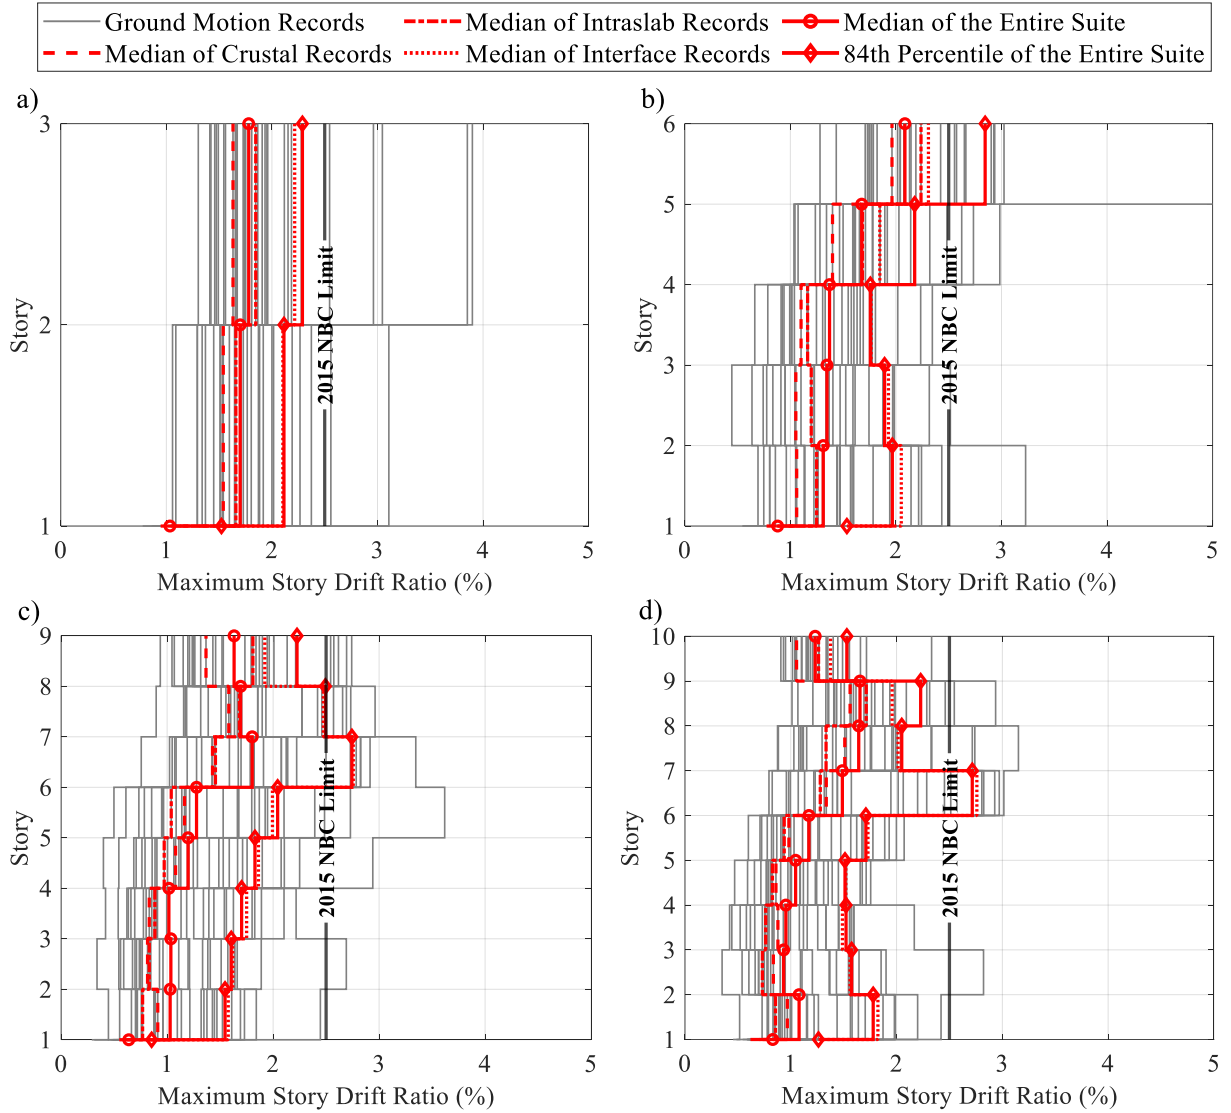 Ground Motion Records Median of Intraslab Records Median of the Entire Suite
Median of Crustal Records Median of Interface Records 84th Percentile of the Entire Suite
a)
3
2
1
Story
2015 NBC Limit
0 1 2 3 4 5
Maximum Story Drift Ratio (%)
b)
6
5
4
3
2
1
Story
2015 NBC Limit
0 1 2 3 4 5
Maximum Story Drift Ratio (%)
c)
9
8
7
6
5
4
3
2
1
Story
2015 NBC Limit
0 1 2 3 4 5
Maximum Story Drift Ratio (%)
d)
10
9
8
7
6
5
4
3
2
1
Story
2015 NBC Limit
0 1 2 3 4 5
Maximum Story Drift Ratio (%)